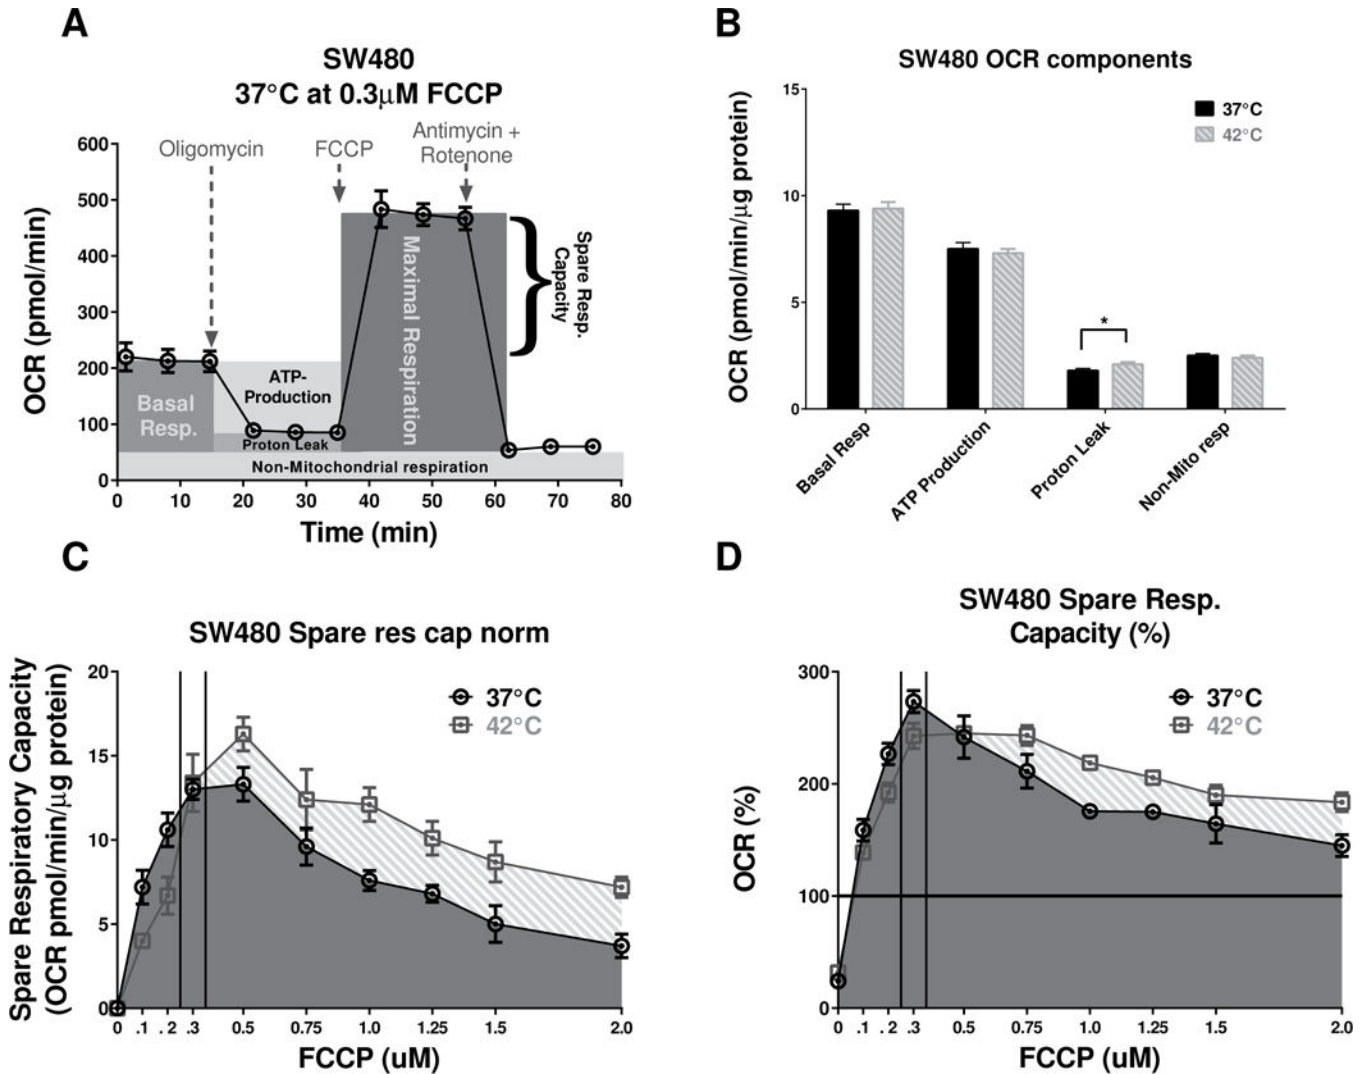 A
SW480
37°C at 0.3μM FCCP
OCR (pmol/min)
600
500
400
300
200
100
0
Oligomycin
FCCP
Antimycin +
Rotenone
Basal
Resp.
ATP-
Production
Proton Leak
Maximal Respiration
Spare Resp.
Capacity
Non-Mitochondrial respiration
0 10 20 30 40 50 60 70 80
Time (min)
B
SW480 OCR components
OCR (pmol/min/μg protein)
15
10
5
0
37°C
42°C
*
Basal Resp
ATP Production
Proton Leak
Non-Mito resp
C
SW480 Spare res cap norm
Spare Respiratory Capacity
(OCR pmol/min/μg protein)
20
15
10
5
0
37°C
42°C
0 .1 .2 .3 0.5 0.75 1.0 1.25 1.5 2.0
FCCP (uM)
D
SW480 Spare Resp.
Capacity (%)
OCR (%)
300
200
100
0
37°C
42°C
0 .1 .2 .3 0.5 0.75 1.0 1.25 1.5 2.0
FCCP (uM)